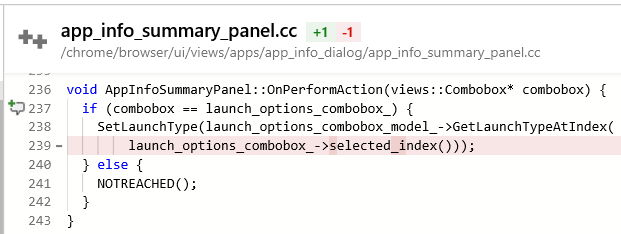 app_info_summary_panel.cc +1 -1
/chrome/browser/ui/views/apps/app_info_dialog/app_info_summary_panel.cc
236 void AppInfoSummaryPanel::OnPerformAction(views::Combobox* combobox) {
237 if (combobox == launch_options_combobox_) {
238 SetLaunchType(launch_options_combobox_model_->GetLaunchTypeAtIndex(
239 - launch_options_combobox_->selected_index()));
240 } else {
241 NOTREACHED();
242 }
243 }